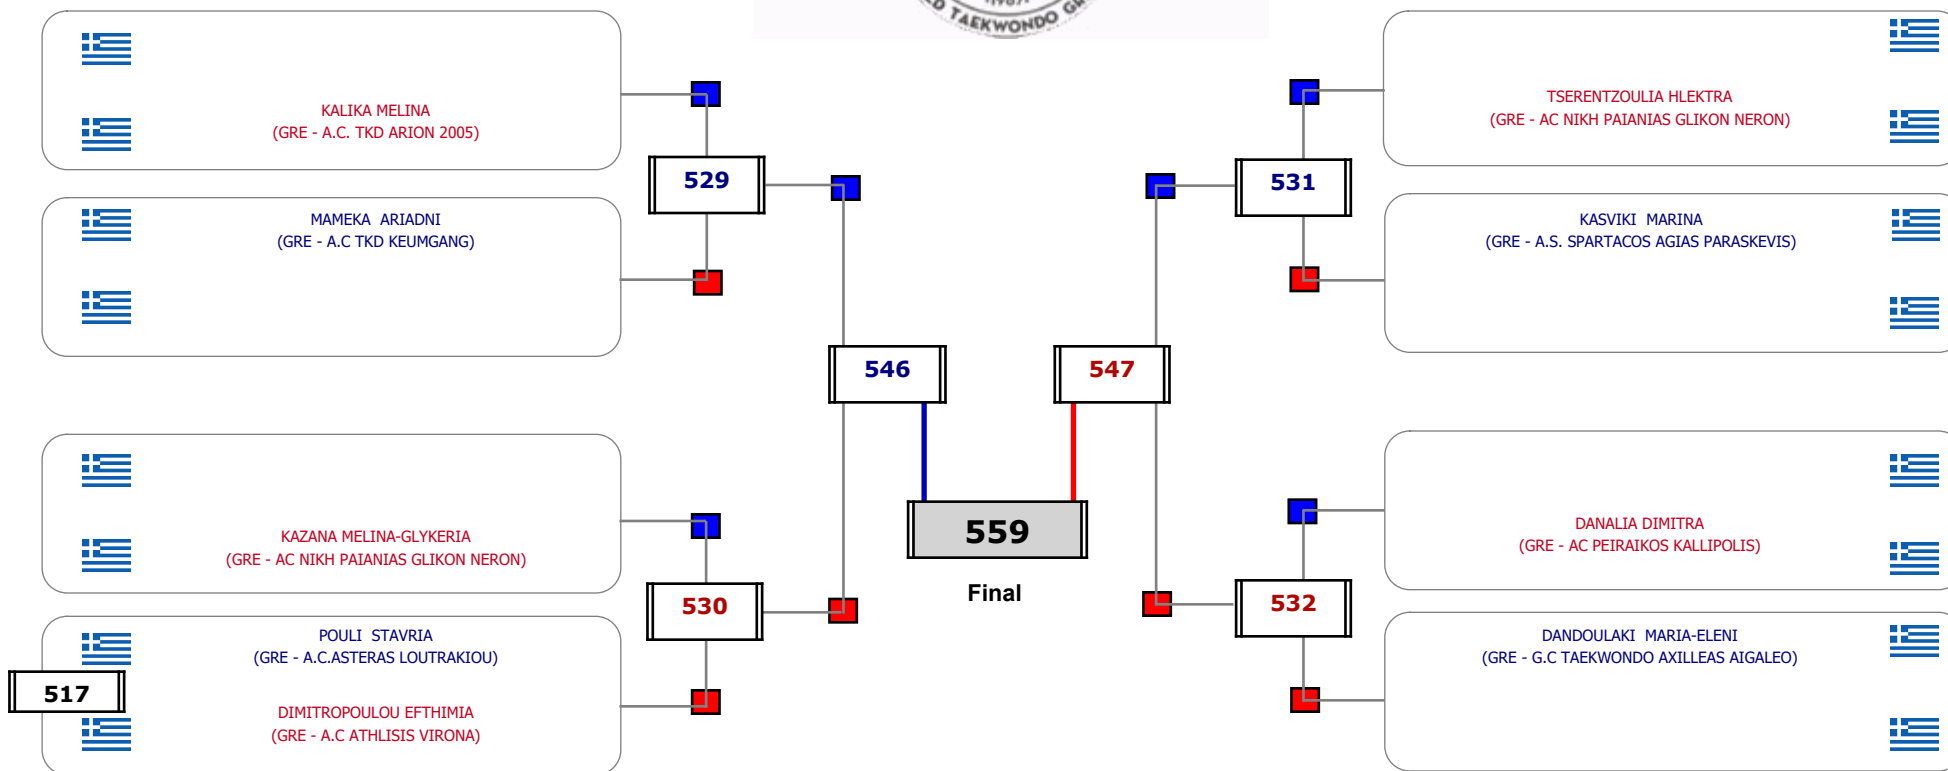 TAEKWONDO
KALIKA MELINA
(GRE - A.C. TKD ARION 2005)
TSERENTZOULIA HLEKTRA
(GRE - AC NIKH PAIANIAS GLIKON NERON)
529
531
MAMEKA ARIADNI
(GRE - A.C TKD KEUMGANG)
KASVIKI MARINA
(GRE - A.S. SPARTACOS AGIAS PARASKEVIS)
546
547
KAZANA MELINA-GLYKERIA
(GRE - AC NIKH PAIANIAS GLIKON NERON)
559
Final
DANALIA DIMITRA
(GRE - AC PEIRAIKOS KALLIPOLIS)
530
532
POULI STAVRIA
(GRE - A.C.ASTERAS LOUTRAKIOU)
DANDOULAKI MARIA-ELENI
(GRE - G.C TAEKWONDO AXILLEAS AIGALEO)
517
DIMITROPOULOU EFTHIMIA
(GRE - A.C ATHLISIS VIRONA)